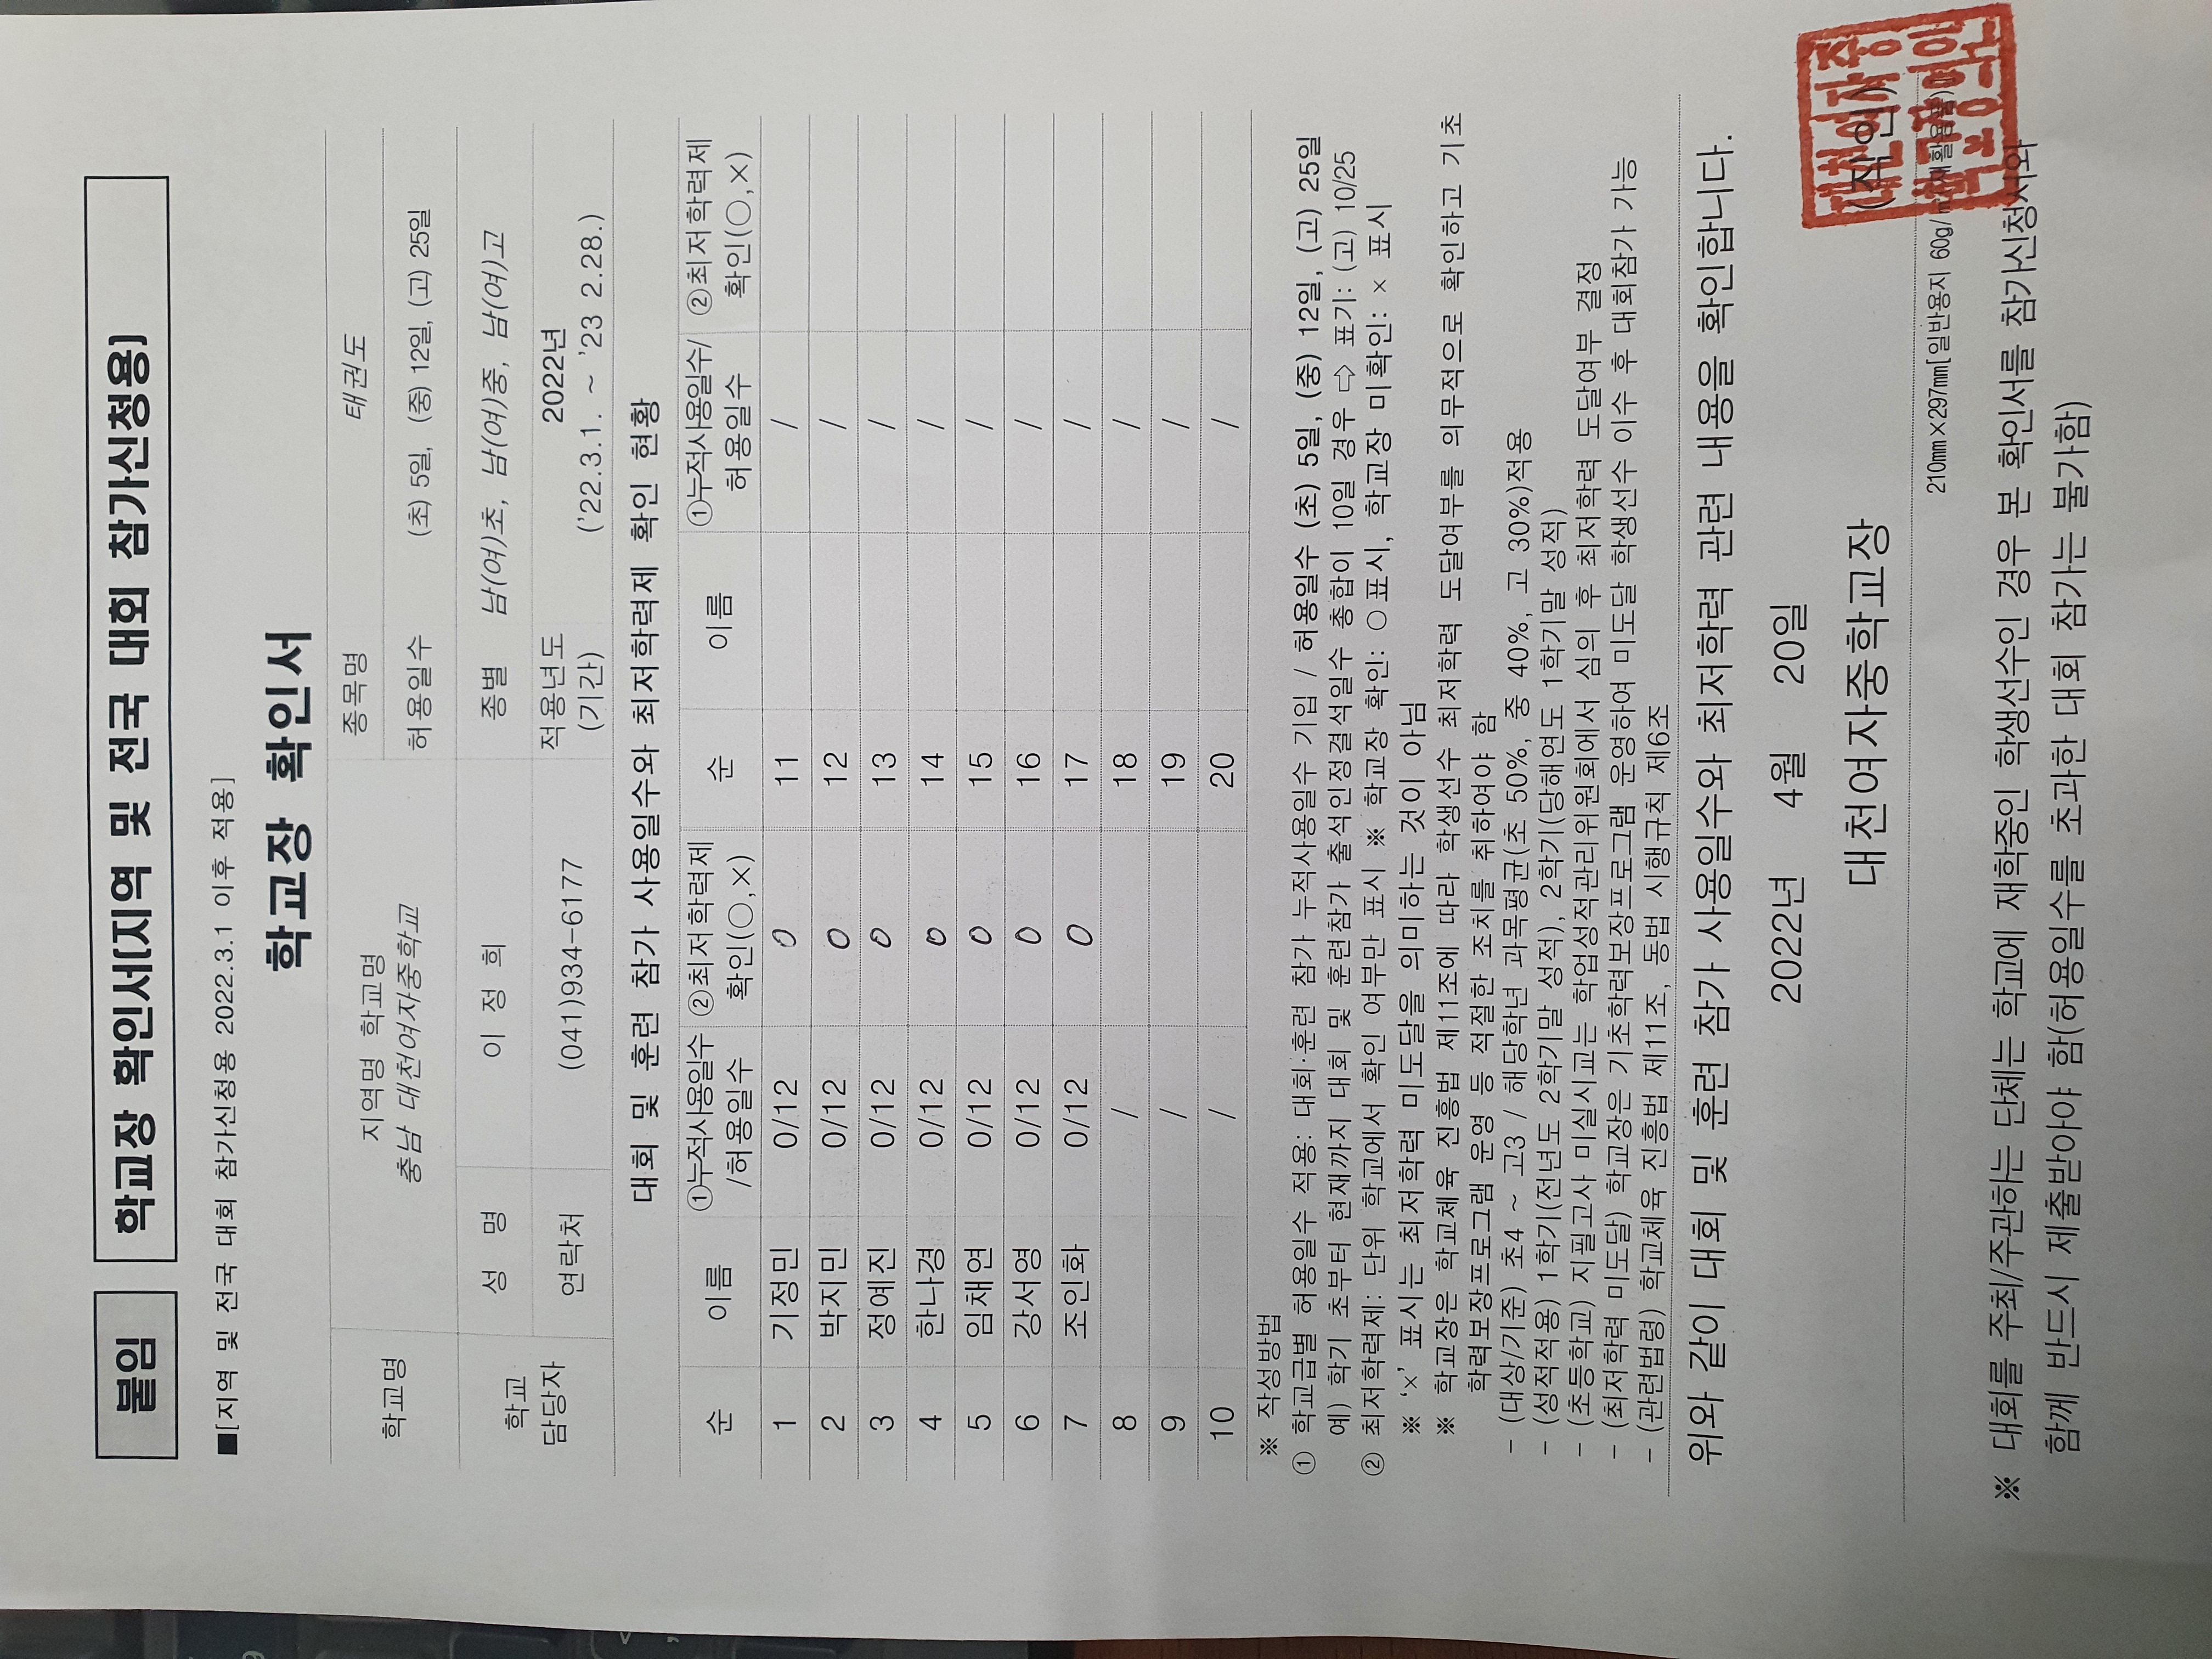 붙임
학교장 확인서(지역 및 전국 대회 참가신청용)
■[지역 및 전국 대회 참가신청용 2022.3.1 이후 적용]
학교장 확인서
학교명
지역명 학교명
충남 대천여자중학교
종목명
태권도
허용일수
(초) 5일, (중) 12일, (고) 25일
학교
담당자
성 명
이 정 희
종별
남(여)초, 남(여)중, 남(여)고
연락처
(041)934-6177
적용년도
(기간)
2022년
('22.3.1. ~ '23 2.28.)
대회 및 훈련 참가 사용일수와 최저학력제 확인 현황
순 이름 ①누적사용일수/허용일수 ②최저학력제 확인(○,×) 순 이름 ①누적사용일수/허용일수 ②최저학력제 확인(○,×)
1 기정민 0/12 0 11 /
2 박지민 0/12 0 12 /
3 정예진 0/12 0 13 /
4 한나경 0/12 0 14 /
5 임채연 0/12 0 15 /
6 강서영 0/12 0 16 /
7 조인화 0/12 0 17 /
8 / 18 /
9 / 19 /
10 / 20 /
※ 작성방법
① 학교급별 허용일수 적용: 대회·훈련 참가 누적사용일수 기입 / 허용일수 (초) 5일, (중) 12일, (고) 25일
예) 학기 초부터 현재까지 대회 및 훈련참가 출석인정결석일수 총합이 10일 경우 ⇨ 표기: (고) 10/25
② 최저학력제: 단위 학교에서 확인 여부만 표시 ※ 학교장 확인: ○표시, 학교장 미확인: × 표시
※ '×' 표시는 최저학력 미도달을 의미하는 것이 아님
※ 학교장은 학교체육 진흥법 제11조에 따라 학생선수 최저학력 도달여부를 의무적으로 확인하고 기초
학력보장프로그램 운영 등 적절한 조치를 취하여야 함
- (대상/기준) 초4 ~ 고3 / 해당학년 과목평균(초 50%, 중 40%, 고 30%)적용
- (성적적용) 1학기(전년도 2학기말 성적), 2학기(당해연도 1학기말 성적)
- (초등학교) 지필고사 미실시교는 학업성적관리위원회에서 심의 후 최저학력 도달여부 결정
- (최저학력 미도달) 학교장은 기초학력보장프로그램 운영하여 미도달 학생선수 이수 후 대회참가 가능
- (관련법령) 학교체육 진흥법 제11조, 동법 시행규칙 제6조
위와 같이 대회 및 훈련 참가 사용일수와 최저학력 관련 내용을 확인합니다.
2022년 4월 20일
대천여자중학교장 (직인)
210mm×297mm[일반용지 60g/㎡(재활용품)]
※ 대회를 주최/주관하는 단체는 학교에 재학중인 학생선수인 경우 본 확인서를 참가신청서와
함께 반드시 제출받아야 함(허용일수를 초과한 대회 참가는 불가함)